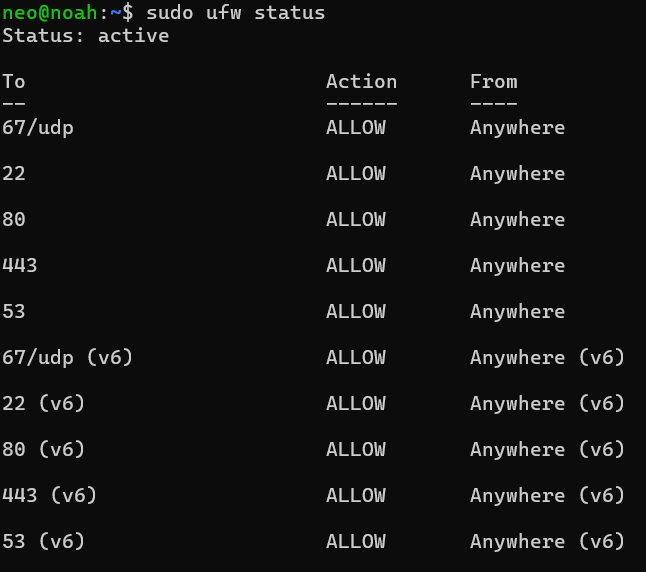 neo@noah:~$ sudo ufw status
Status: active
To                         Action      From
--                         ------      ----
67/udp                     ALLOW       Anywhere
22                         ALLOW       Anywhere
80                         ALLOW       Anywhere
443                        ALLOW       Anywhere
53                         ALLOW       Anywhere
67/udp (v6)                ALLOW       Anywhere (v6)
22 (v6)                    ALLOW       Anywhere (v6)
80 (v6)                    ALLOW       Anywhere (v6)
443 (v6)                   ALLOW       Anywhere (v6)
53 (v6)                    ALLOW       Anywhere (v6)